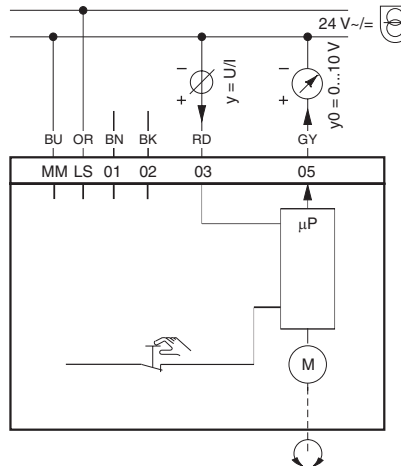 24 V~/=
– –
y = U/I
y0 = 0...10 V
+ +
BU OR BN BK RD GY
MM LS 01 02 03 05
µP
M